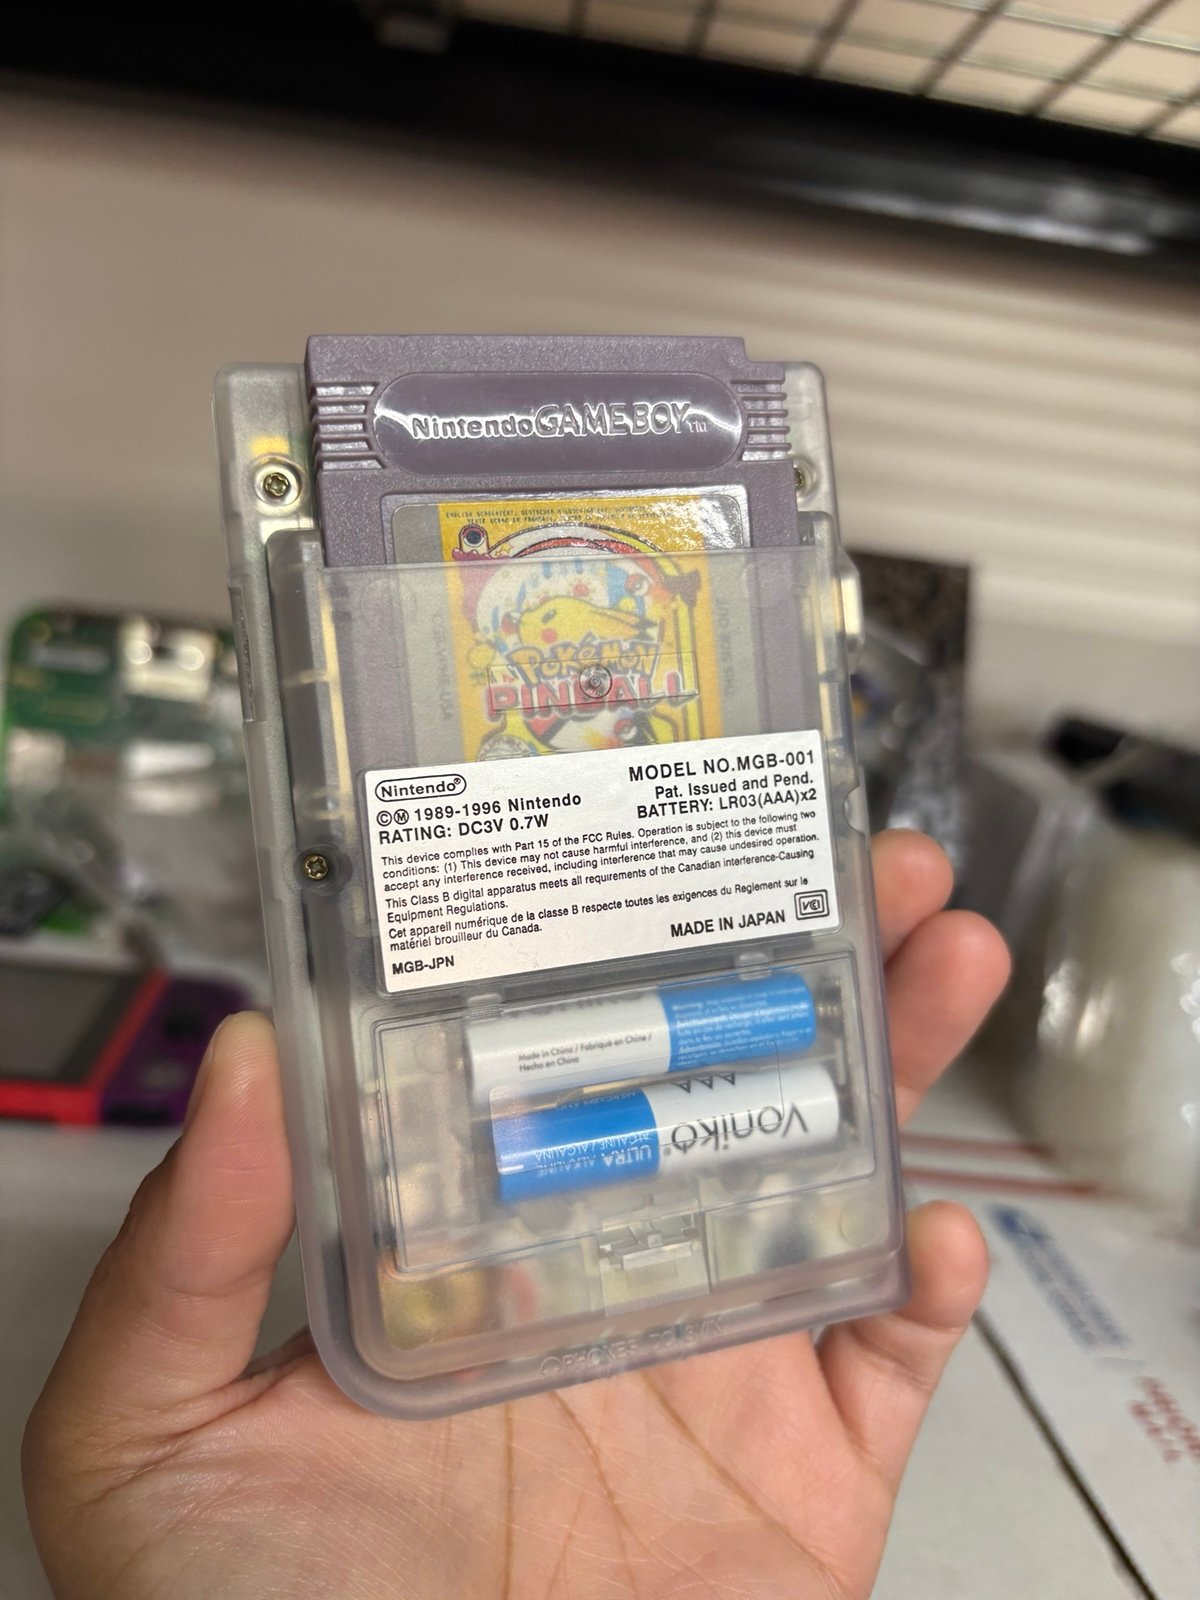 Nintendo GAME BOY TM
POKéMON
PINBALL
Nintendo®
MODEL NO.MGB-001
©Ⓜ 1989-1996 Nintendo
Pat. Issued and Pend.
RATING: DC3V 0.7W
BATTERY: LR03(AAA)x2
This device complies with Part 15 of the FCC Rules. Operation is subject to the following two
conditions: (1) This device may not cause harmful interference, and (2) this device must
accept any interference received, including interference that may cause undesired operation.
This Class B digital apparatus meets all requirements of the Canadian Interference-Causing
Equipment Regulations.
Cet appareil numérique de la classe B respecte toutes les exigences du Reglement sur le
matériel brouilleur du Canada.
MADE IN JAPAN
VCI
MGB-JPN
Made in China / Fabriqué en Chine /
Hecho en China
AAA
Voniko®
ULTRA ALKALINE
PHONES